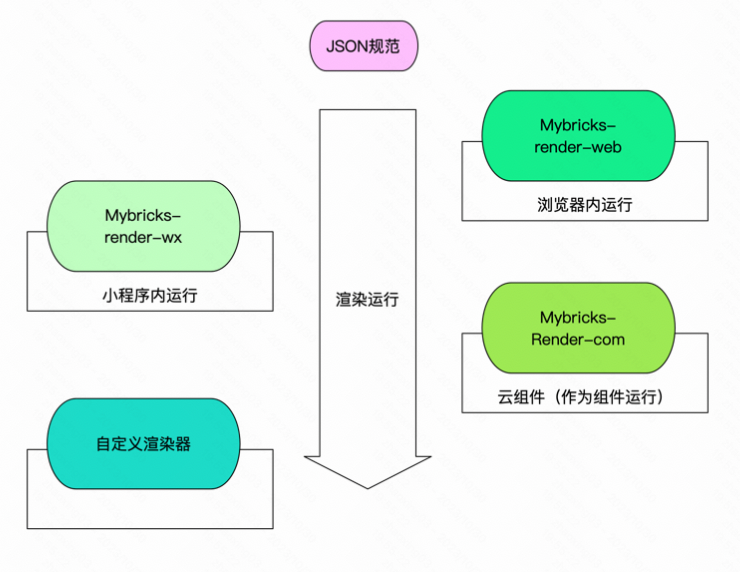 JSON规范
Mybricks-
render-web
浏览器内运行
Mybricks-
render-wx
小程序内运行
渲染运行
Mybricks-
Render-com
云组件（作为组件运行）
自定义渲染器